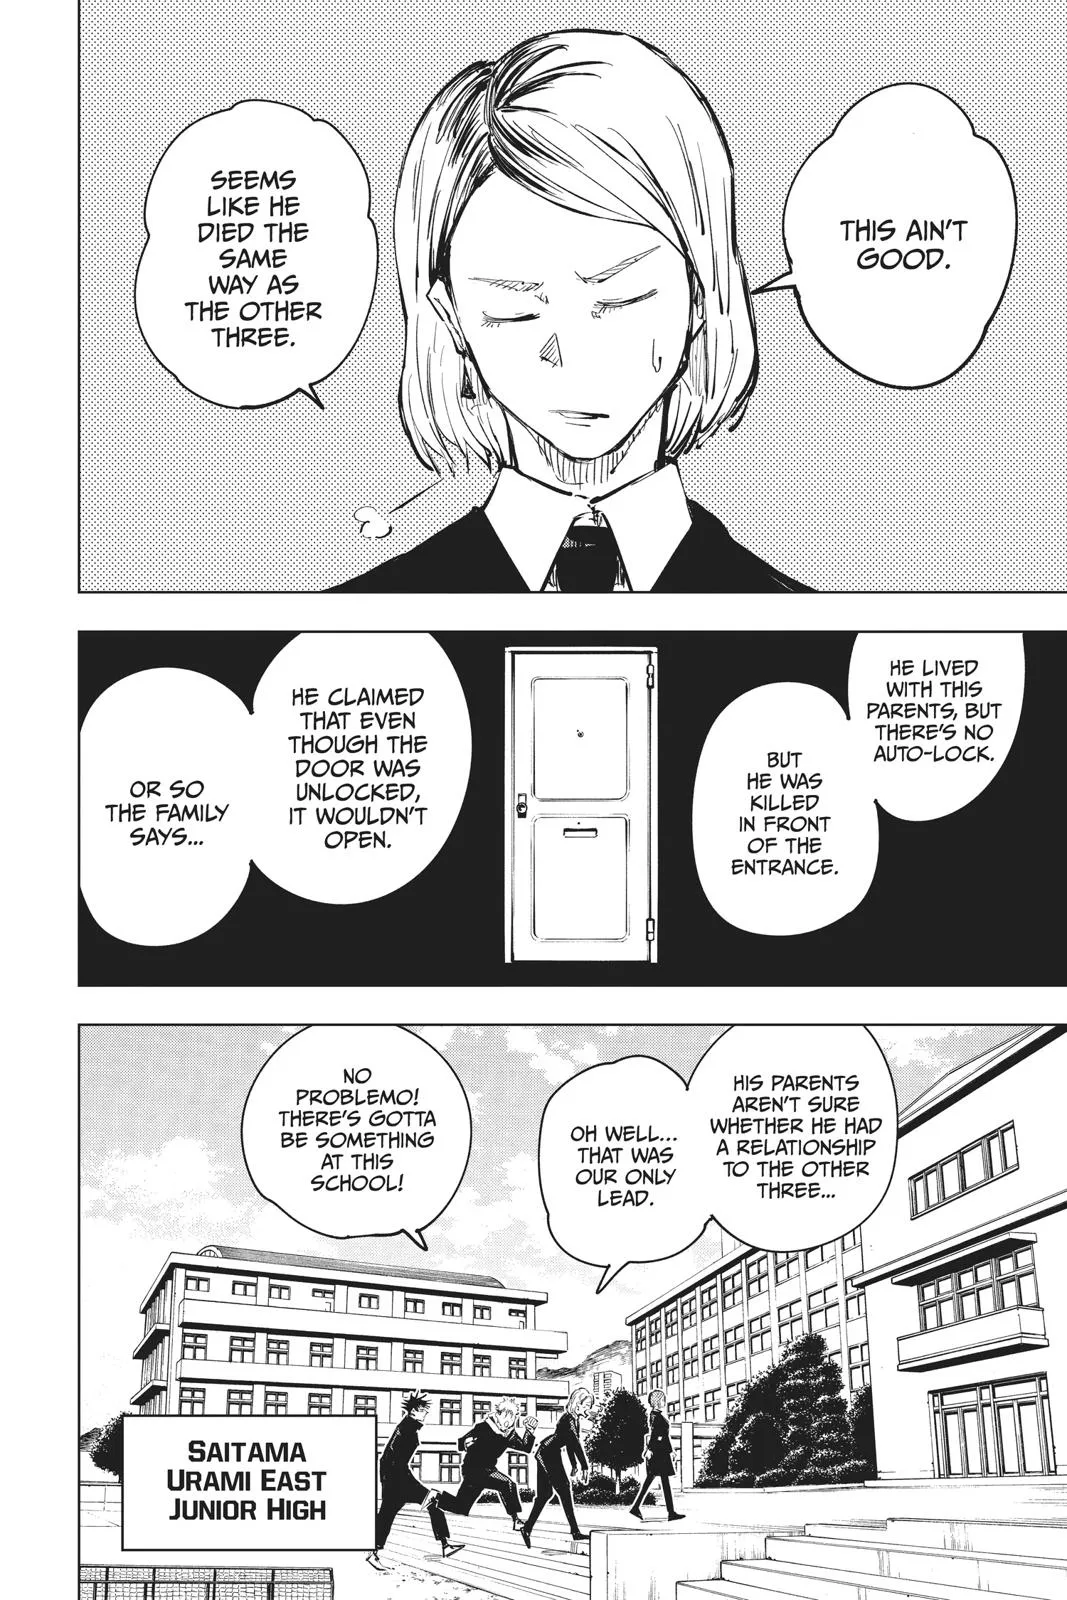 THIS AIN'T
GOOD.
SEEMS
LIKE HE
DIED THE
SAME
WAY AS
THE OTHER
THREE.
HE LIVED
WITH THIS
PARENTS, BUT
THERE'S NO
AUTO-LOCK.
BUT
HE WAS
KILLED
IN FRONT
OF THE
ENTRANCE.
HE CLAIMED
THAT EVEN
THOUGH THE
DOOR WAS
UNLOCKED,
IT WOULDN'T
OPEN.
OR SO
THE FAMILY
SAYS...
HIS PARENTS
AREN'T SURE
WHETHER HE HAD
A RELATIONSHIP
TO THE OTHER
THREE...
OH WELL...
THAT WAS
OUR ONLY
LEAD.
NO
PROBLEMO!
THERE'S GOTTA
BE SOMETHING
AT THIS
SCHOOL!
SAITAMA
URAMI EAST
JUNIOR HIGH